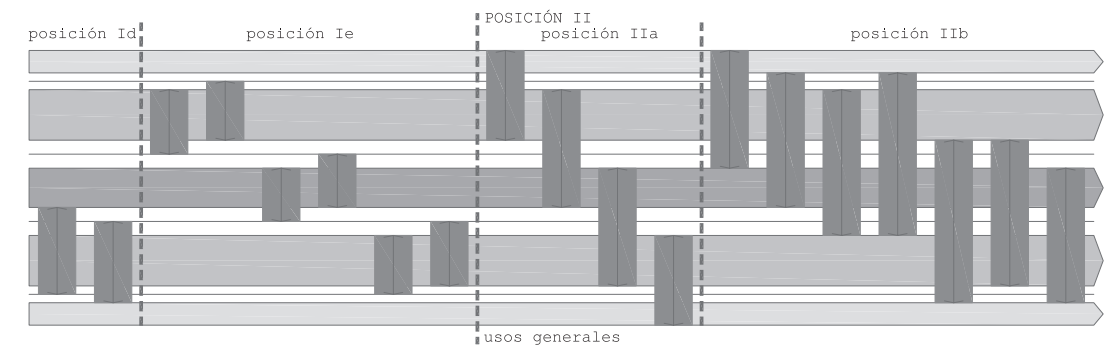 POSICIÓN II
posición Id
posición Ie
posición IIa
posición IIb
usos generales